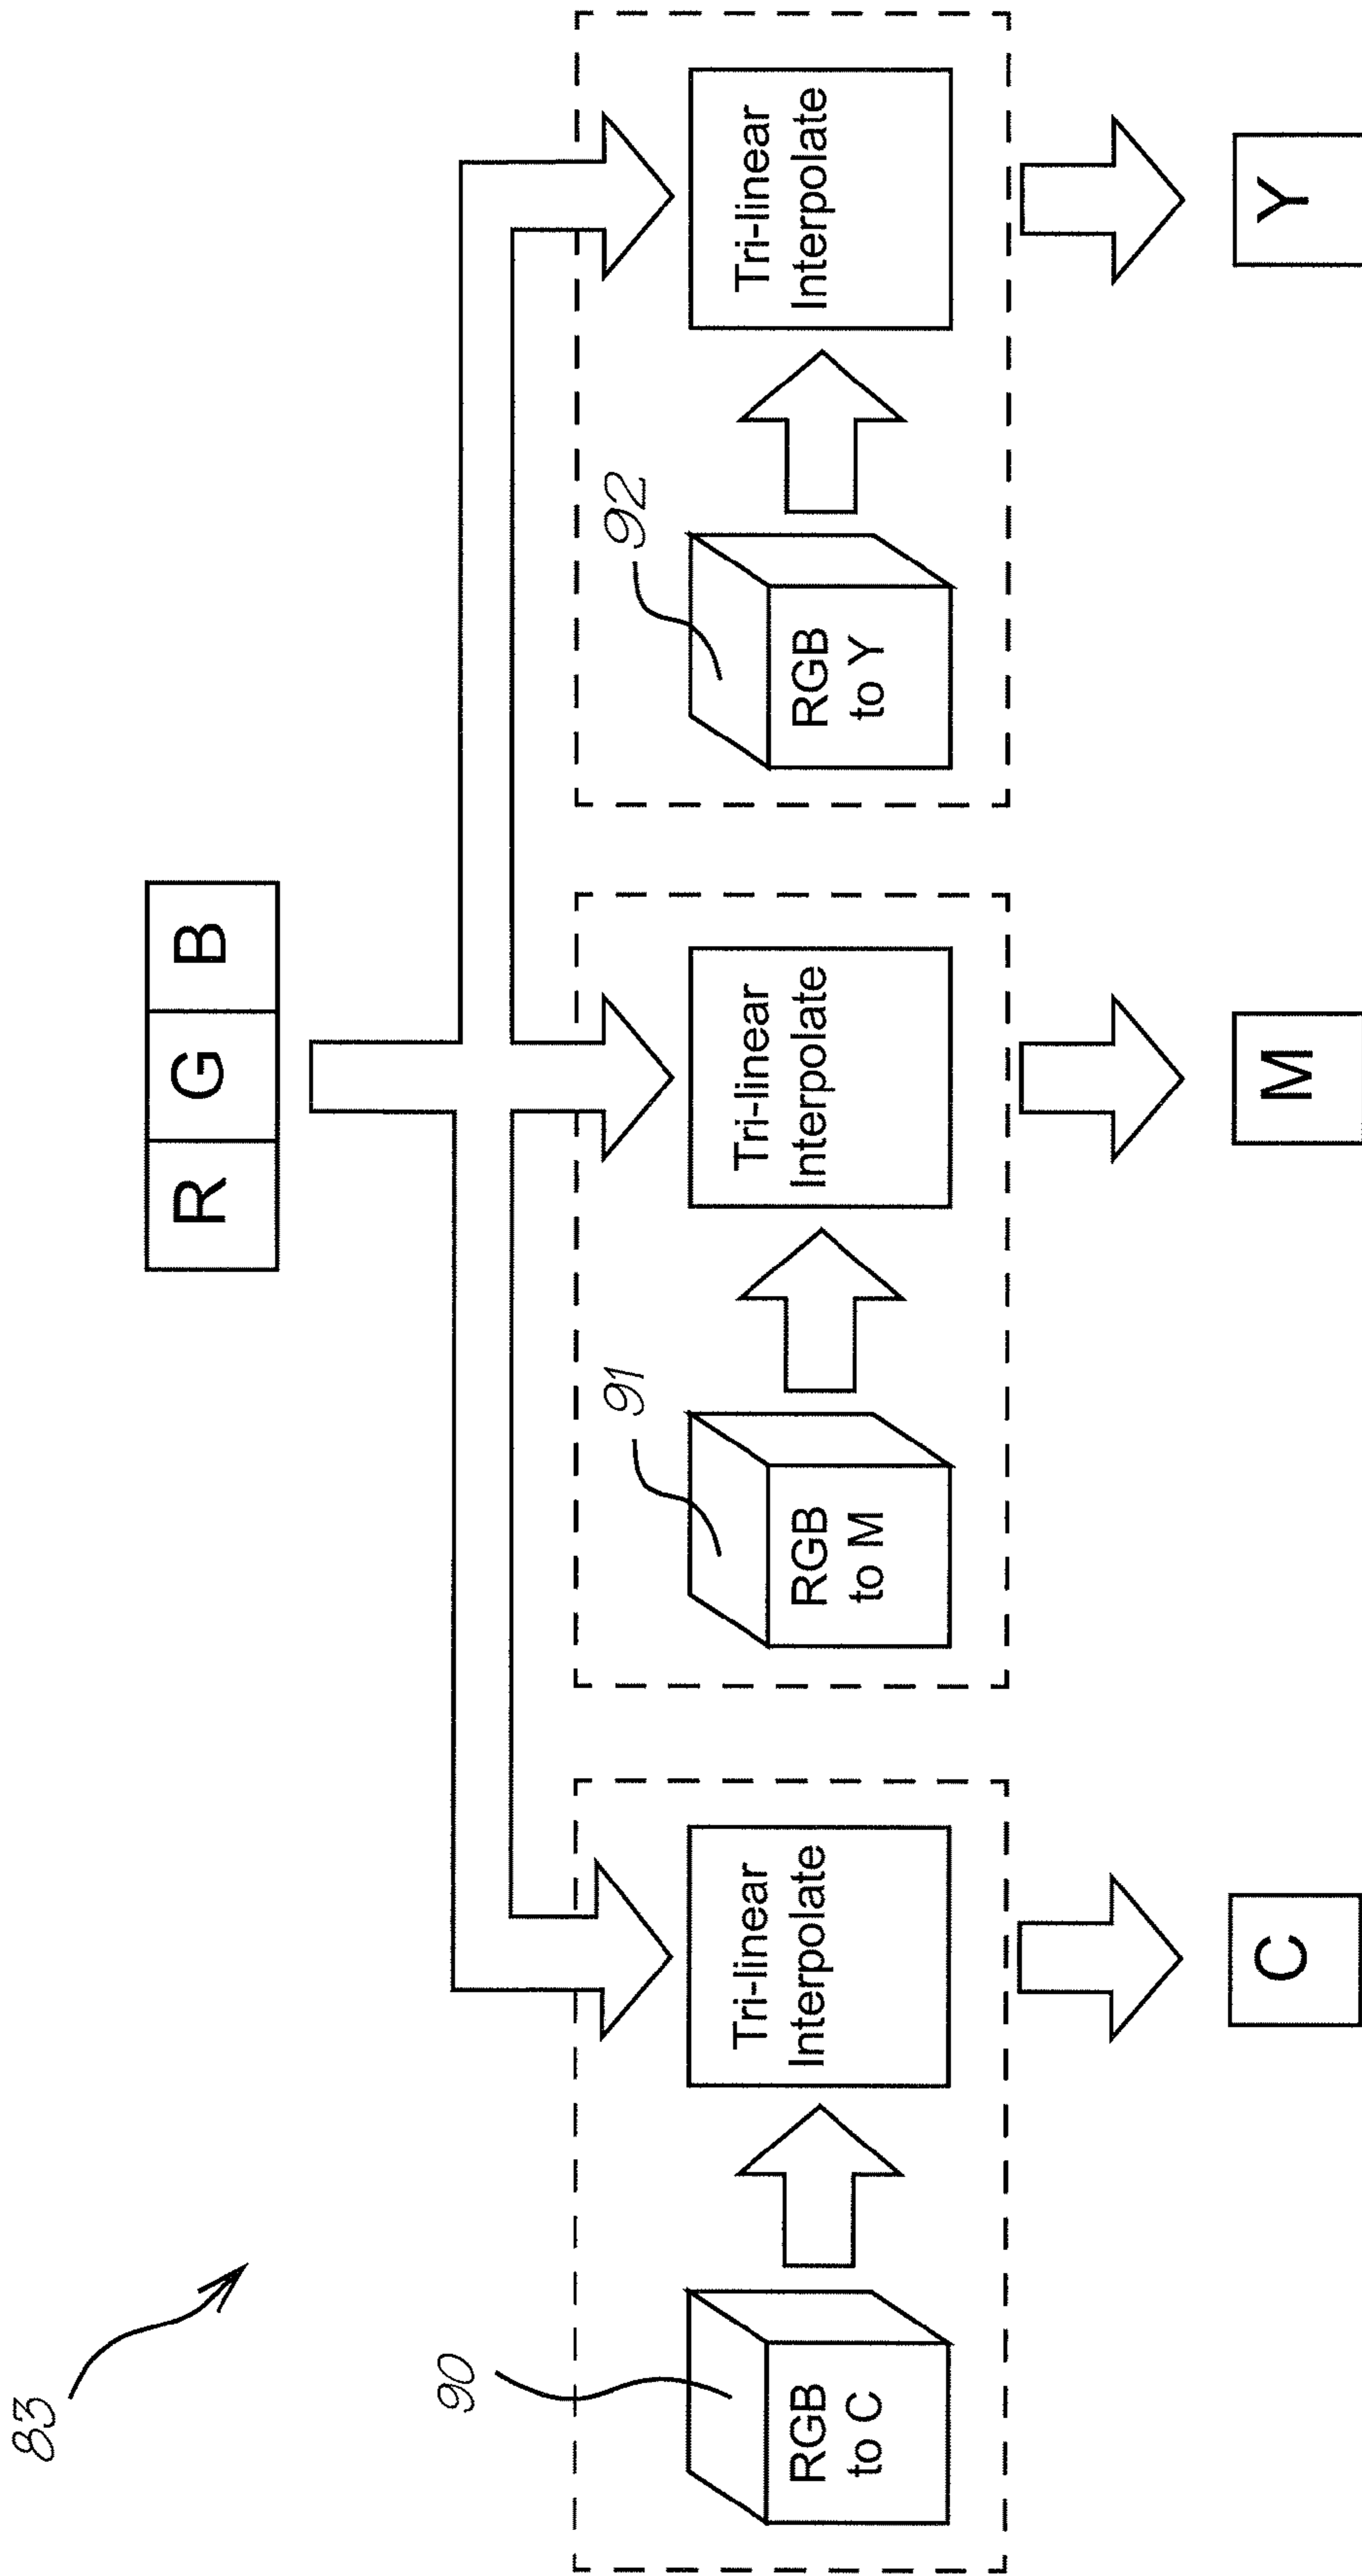 83
R G B
90
91
92
RGB
to C
Tri-linear
Interpolate
RGB
to M
Tri-linear
Interpolate
RGB
to Y
Tri-linear
Interpolate
C
M
Y